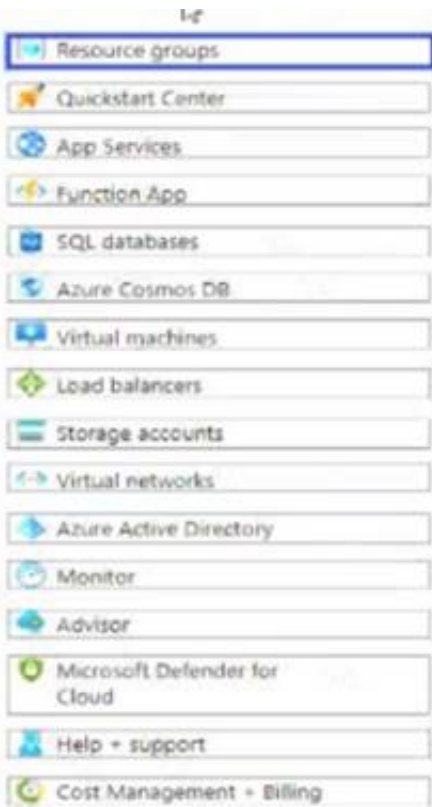 Resource groups
Quickstart Center
App Services
Function App
SQL databases
Azure Cosmos DB
Virtual machines
Load balancers
Storage accounts
Virtual networks
Azure Active Directory
Monitor
Advisor
Microsoft Defender for
Cloud
Help + support
Cost Management + Billing